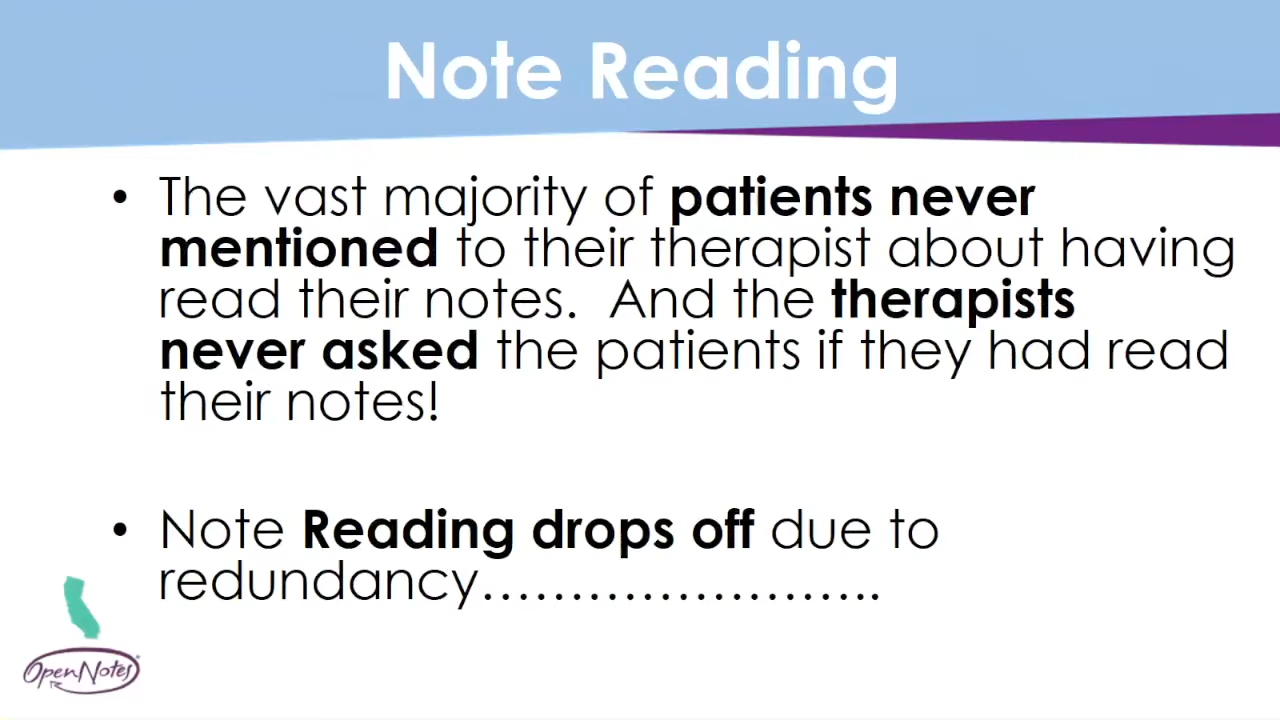 Note Reading
• The vast majority of patients never
mentioned to their therapist about having
read their notes.  And the therapists
never asked the patients if they had read
their notes!
• Note Reading drops off due to
redundancy……………………..
OpenNotes